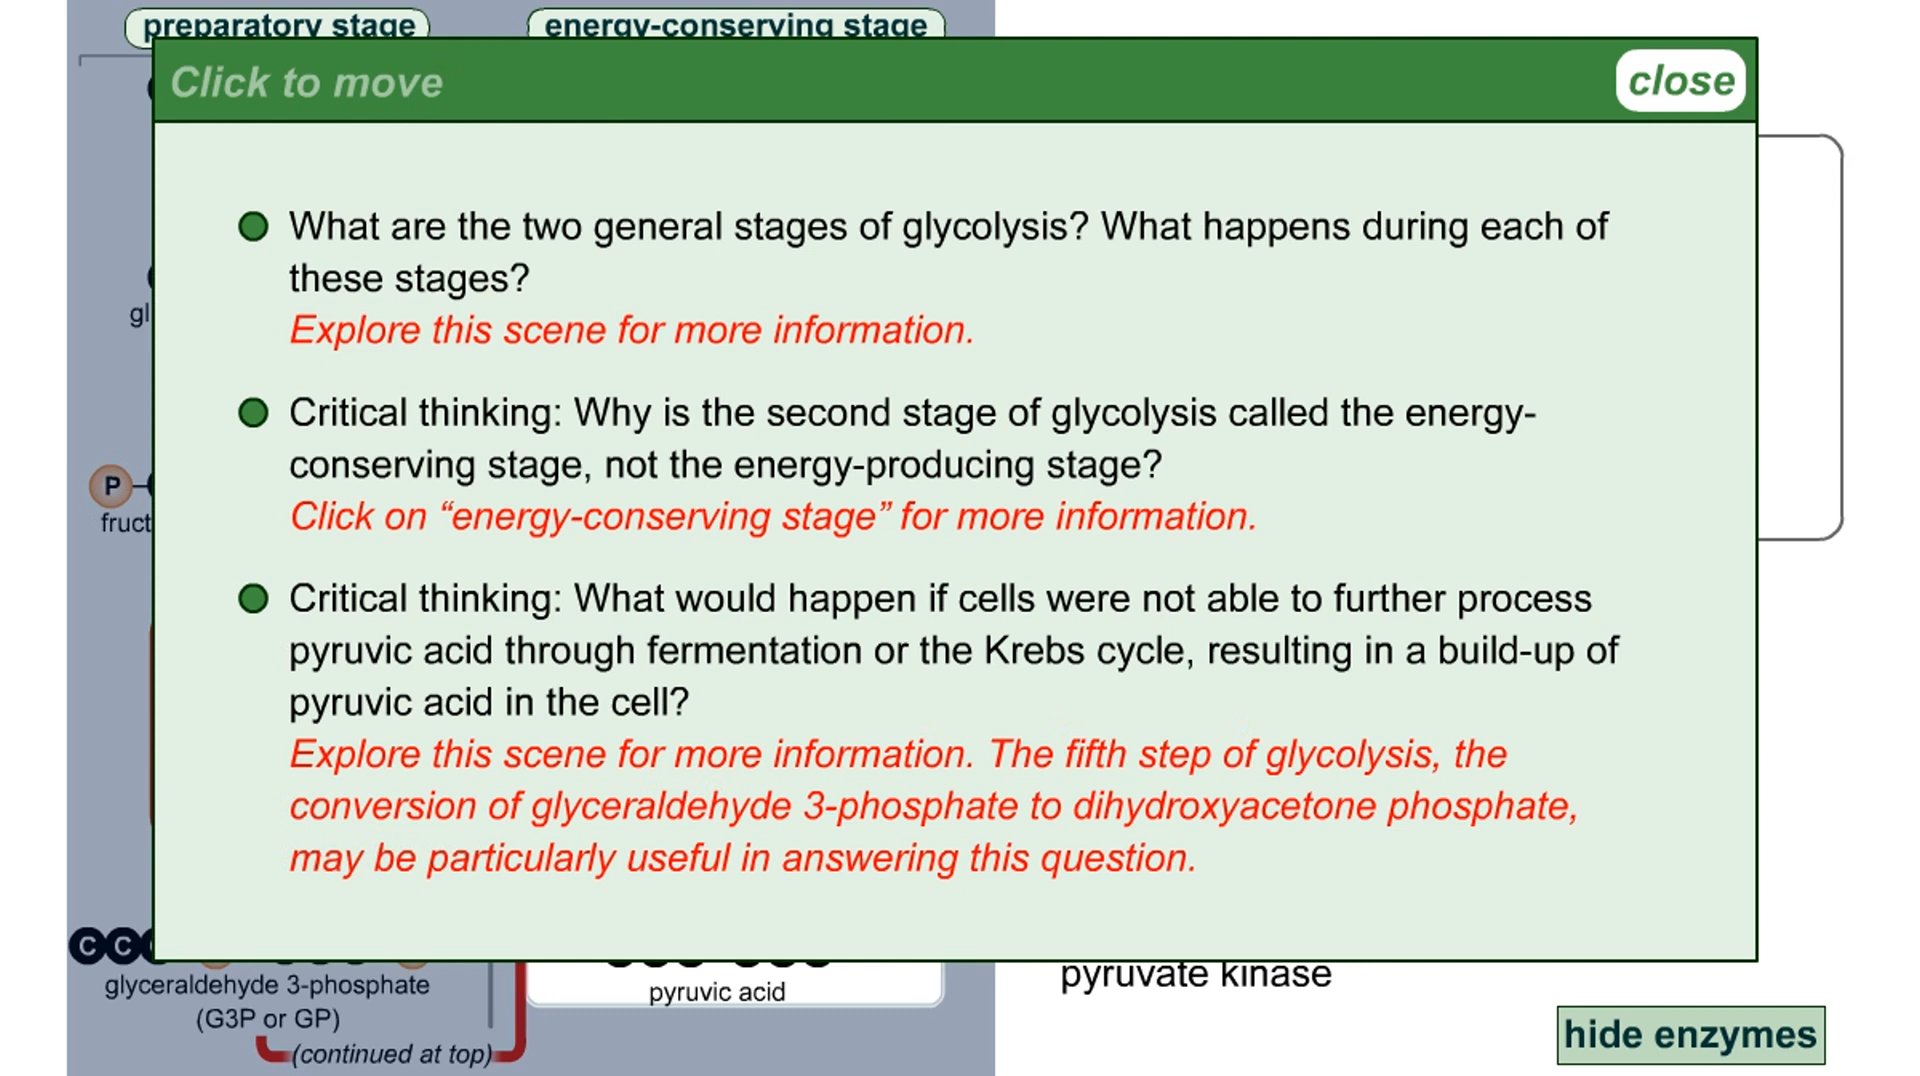 preparatory stage
energy-conserving stage
Click to move
close
What are the two general stages of glycolysis? What happens during each of
these stages?
Explore this scene for more information.
Critical thinking: Why is the second stage of glycolysis called the energy-
conserving stage, not the energy-producing stage?
Click on “energy-conserving stage” for more information.
Critical thinking: What would happen if cells were not able to further process
pyruvic acid through fermentation or the Krebs cycle, resulting in a build-up of
pyruvic acid in the cell?
Explore this scene for more information. The fifth step of glycolysis, the
conversion of glyceraldehyde 3-phosphate to dihydroxyacetone phosphate,
may be particularly useful in answering this question.
gl
P
fruct
C C
glyceraldehyde 3-phosphate
(G3P or GP)
(continued at top)
pyruvic acid
pyruvate kinase
hide enzymes